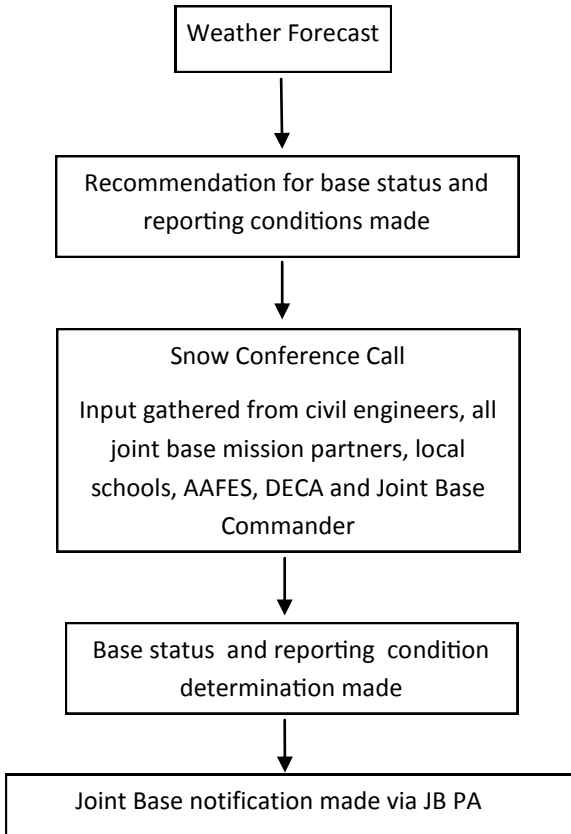 Weather Forecast
Recommendation for base status and
reporting conditions made
Snow Conference Call
Input gathered from civil engineers, all
joint base mission partners, local
schools, AAFES, DECA and Joint Base
Commander
Base status and reporting condition
determination made
Joint Base notification made via JB PA